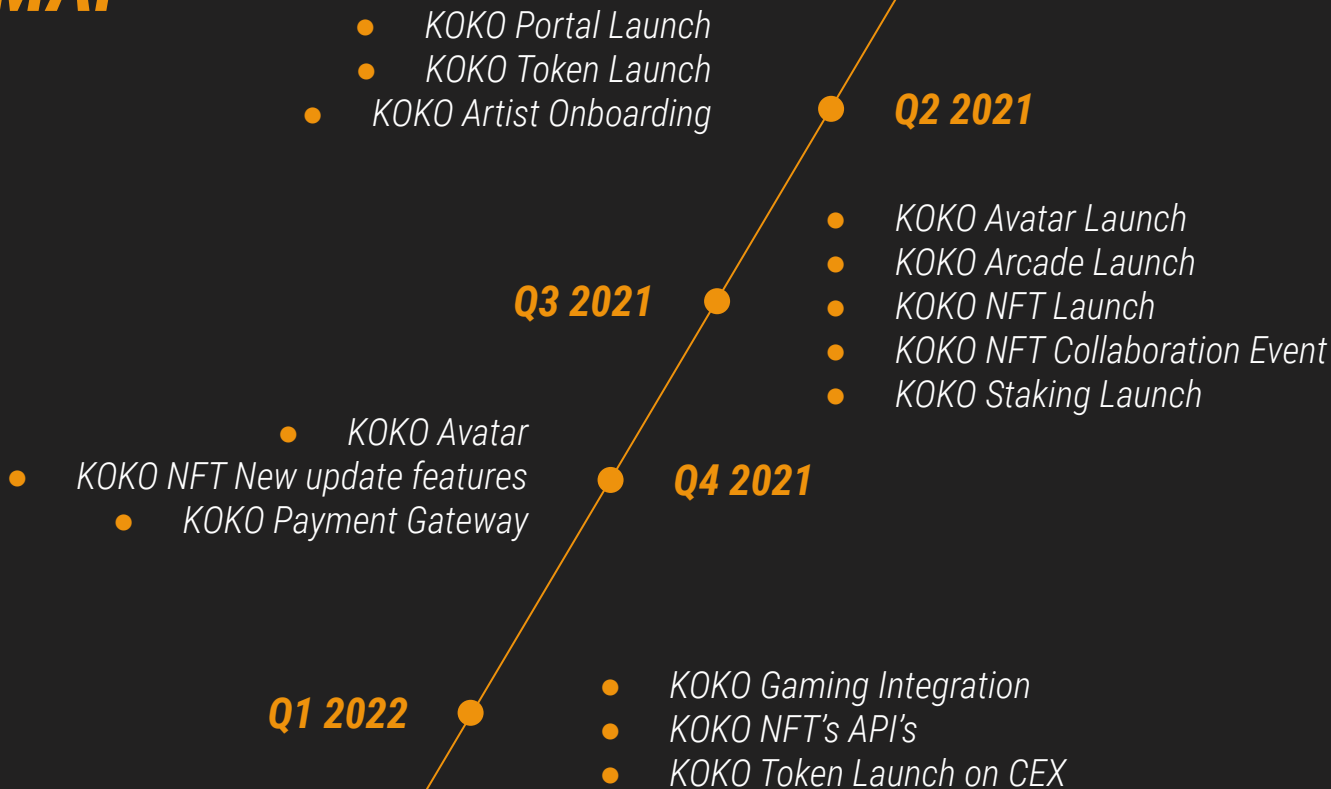 KOKO Portal Launch
KOKO Token Launch
KOKO Artist Onboarding
Q2 2021
KOKO Avatar Launch
KOKO Arcade Launch
KOKO NFT Launch
KOKO NFT Collaboration Event
KOKO Staking Launch
Q3 2021
KOKO Avatar
KOKO NFT New update features
KOKO Payment Gateway
Q4 2021
Q1 2022
KOKO Gaming Integration
KOKO NFT’s API’s
KOKO Token Launch on CEX